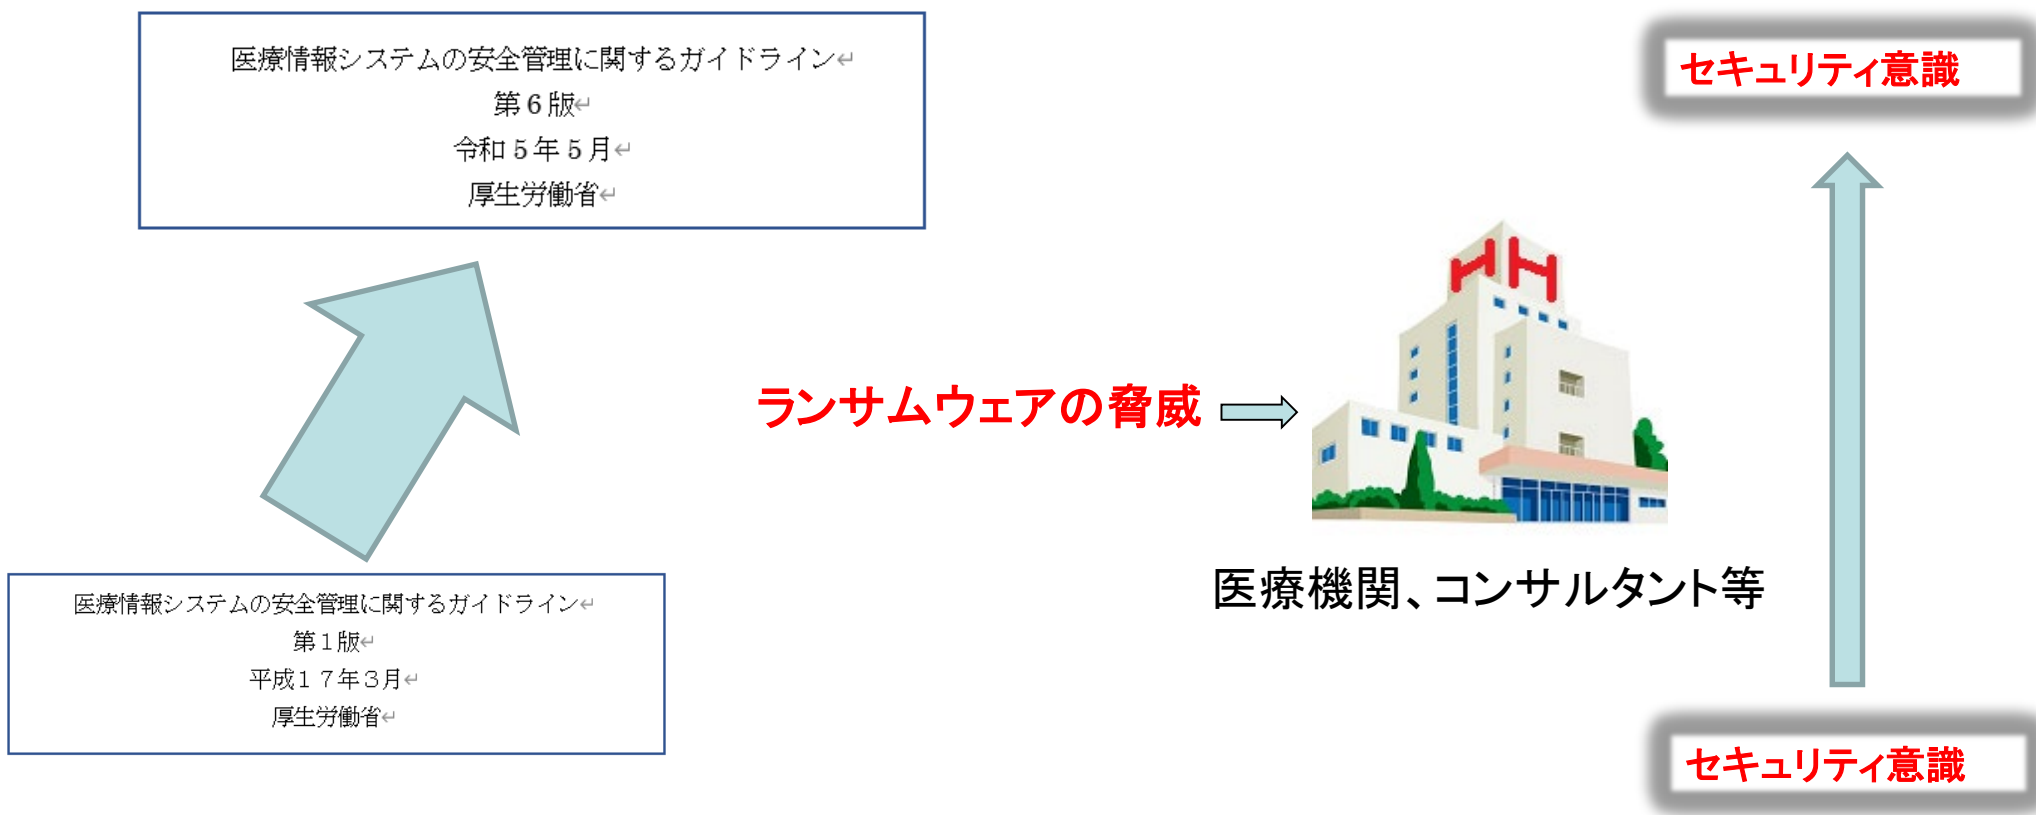 医療情報システムの安全管理に関するガイドライン↵
第６版↵
令和５年５月↵
厚生労働省↵
セキュリティ意識
ランサムウェアの脅威
医療機関、コンサルタント等
医療情報システムの安全管理に関するガイドライン↵
第１版↵
平成１７年３月↵
厚生労働省↵
セキュリティ意識